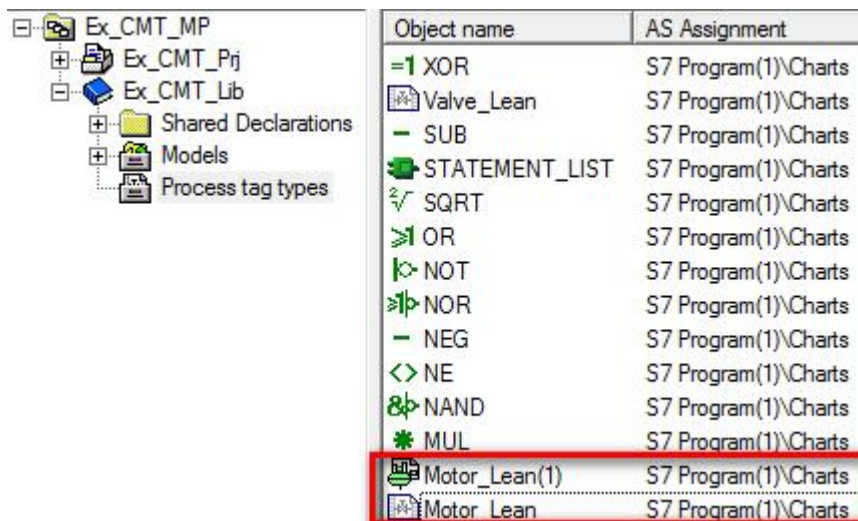 Ex_CMT_MP
Ex_CMT_Prj
Ex_CMT_Lib
Shared Declarations
Models
Process tag types
Object name AS Assignment
XOR S7 Program(1)\Charts
Valve_Lean S7 Program(1)\Charts
SUB S7 Program(1)\Charts
STATEMENT_LIST S7 Program(1)\Charts
SQRT S7 Program(1)\Charts
OR S7 Program(1)\Charts
NOT S7 Program(1)\Charts
NOR S7 Program(1)\Charts
NEG S7 Program(1)\Charts
NE S7 Program(1)\Charts
NAND S7 Program(1)\Charts
MUL S7 Program(1)\Charts
Motor_Lean(1) S7 Program(1)\Charts
Motor_Lean S7 Program(1)\Charts